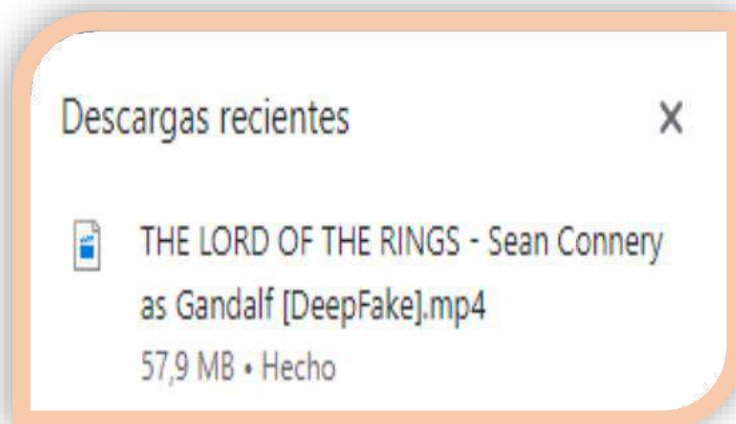 Descargas recientes
THE LORD OF THE RINGS - Sean Connery
as Gandalf [DeepFake].mp4
57,9 MB • Hecho